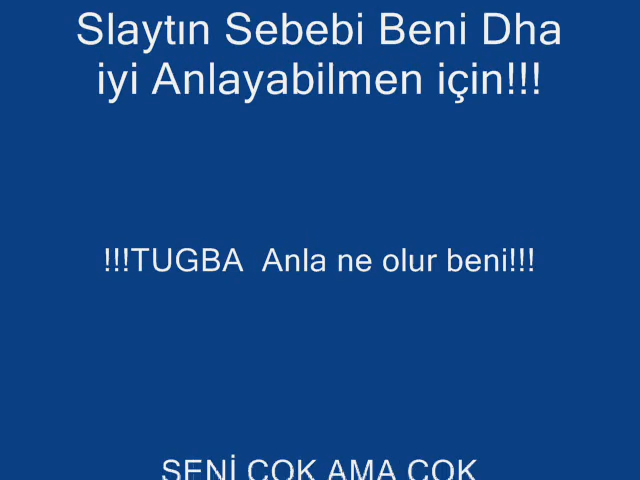 Slaytın Sebebi Beni Dha
iyi Anlayabilmen için!!!
!!!TUGBA  Anla ne olur beni!!!
SENİ ÇOK AMA ÇOK